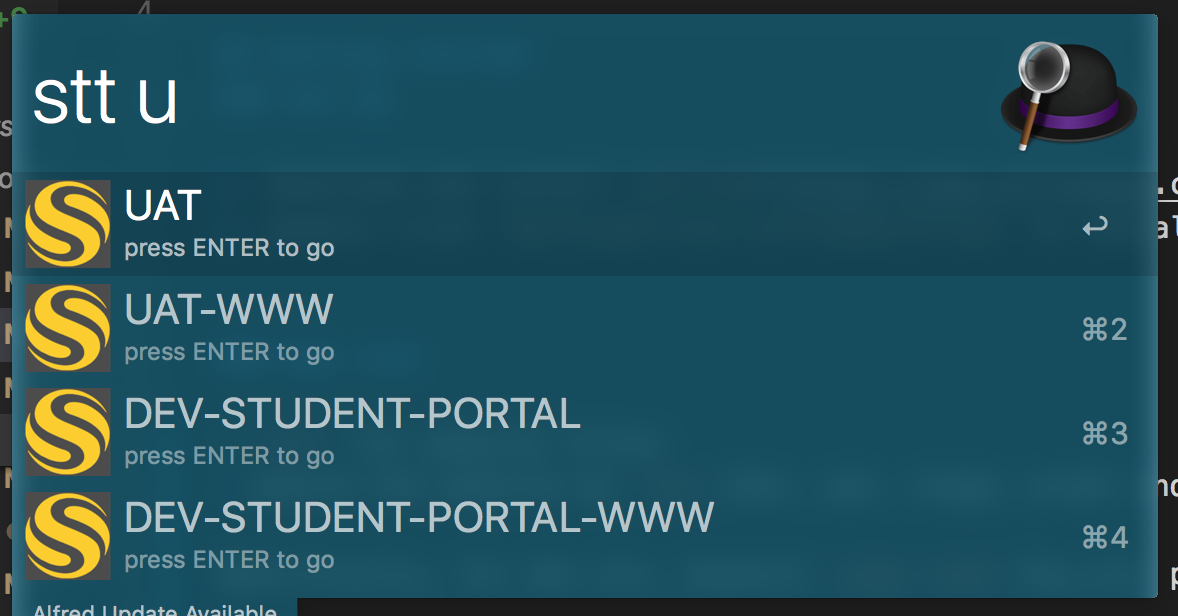 stt u
UAT
press ENTER to go
↩
UAT-WWW
press ENTER to go
⌘2
DEV-STUDENT-PORTAL
press ENTER to go
⌘3
DEV-STUDENT-PORTAL-WWW
press ENTER to go
⌘4
Alfred Update Available